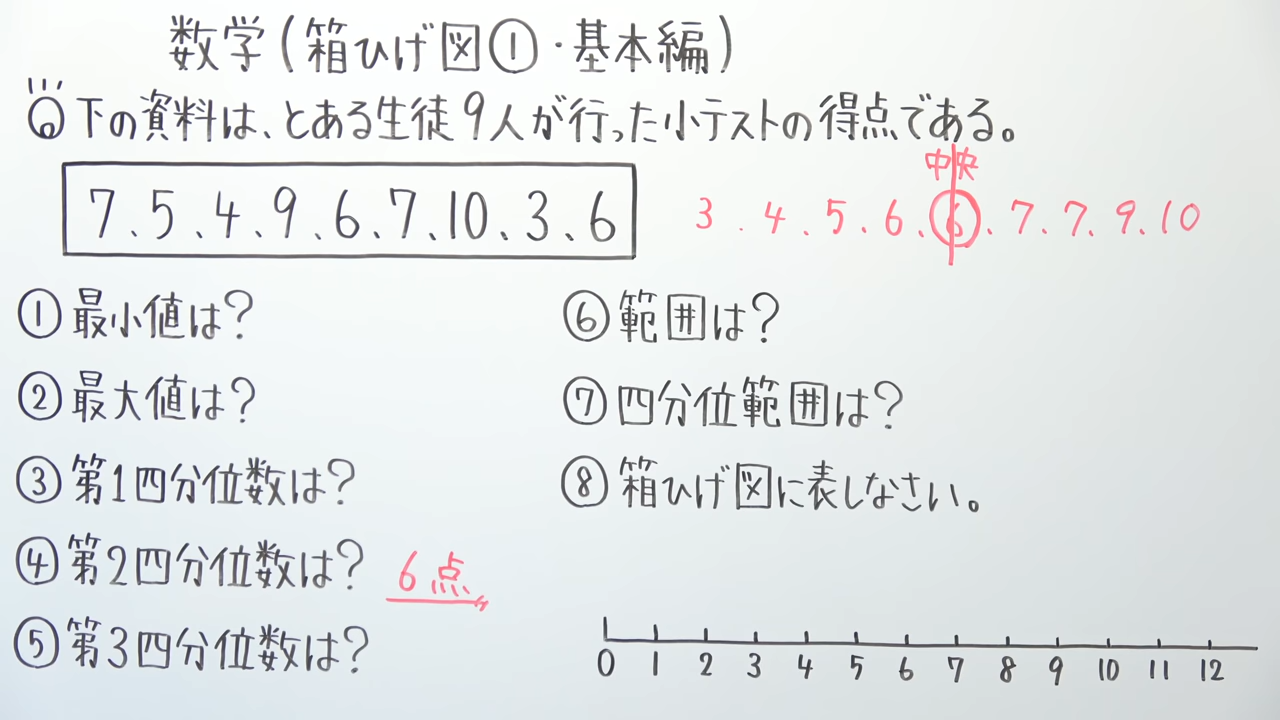 数学(箱ひげ図①・基本編)
Q 下の資料は、とある生徒9人が行った小テストの得点である。
7、5、4、9、6、7、10、3、6
中央
3、4、5、6、6、7、7、9、10
①最小値は?
②最大値は?
③第1四分位数は?
④第2四分位数は? 6点
⑤第3四分位数は?
⑥範囲は?
⑦四分位範囲は?
⑧箱ひげ図に表しなさい。
0 1 2 3 4 5 6 7 8 9 10 11 12